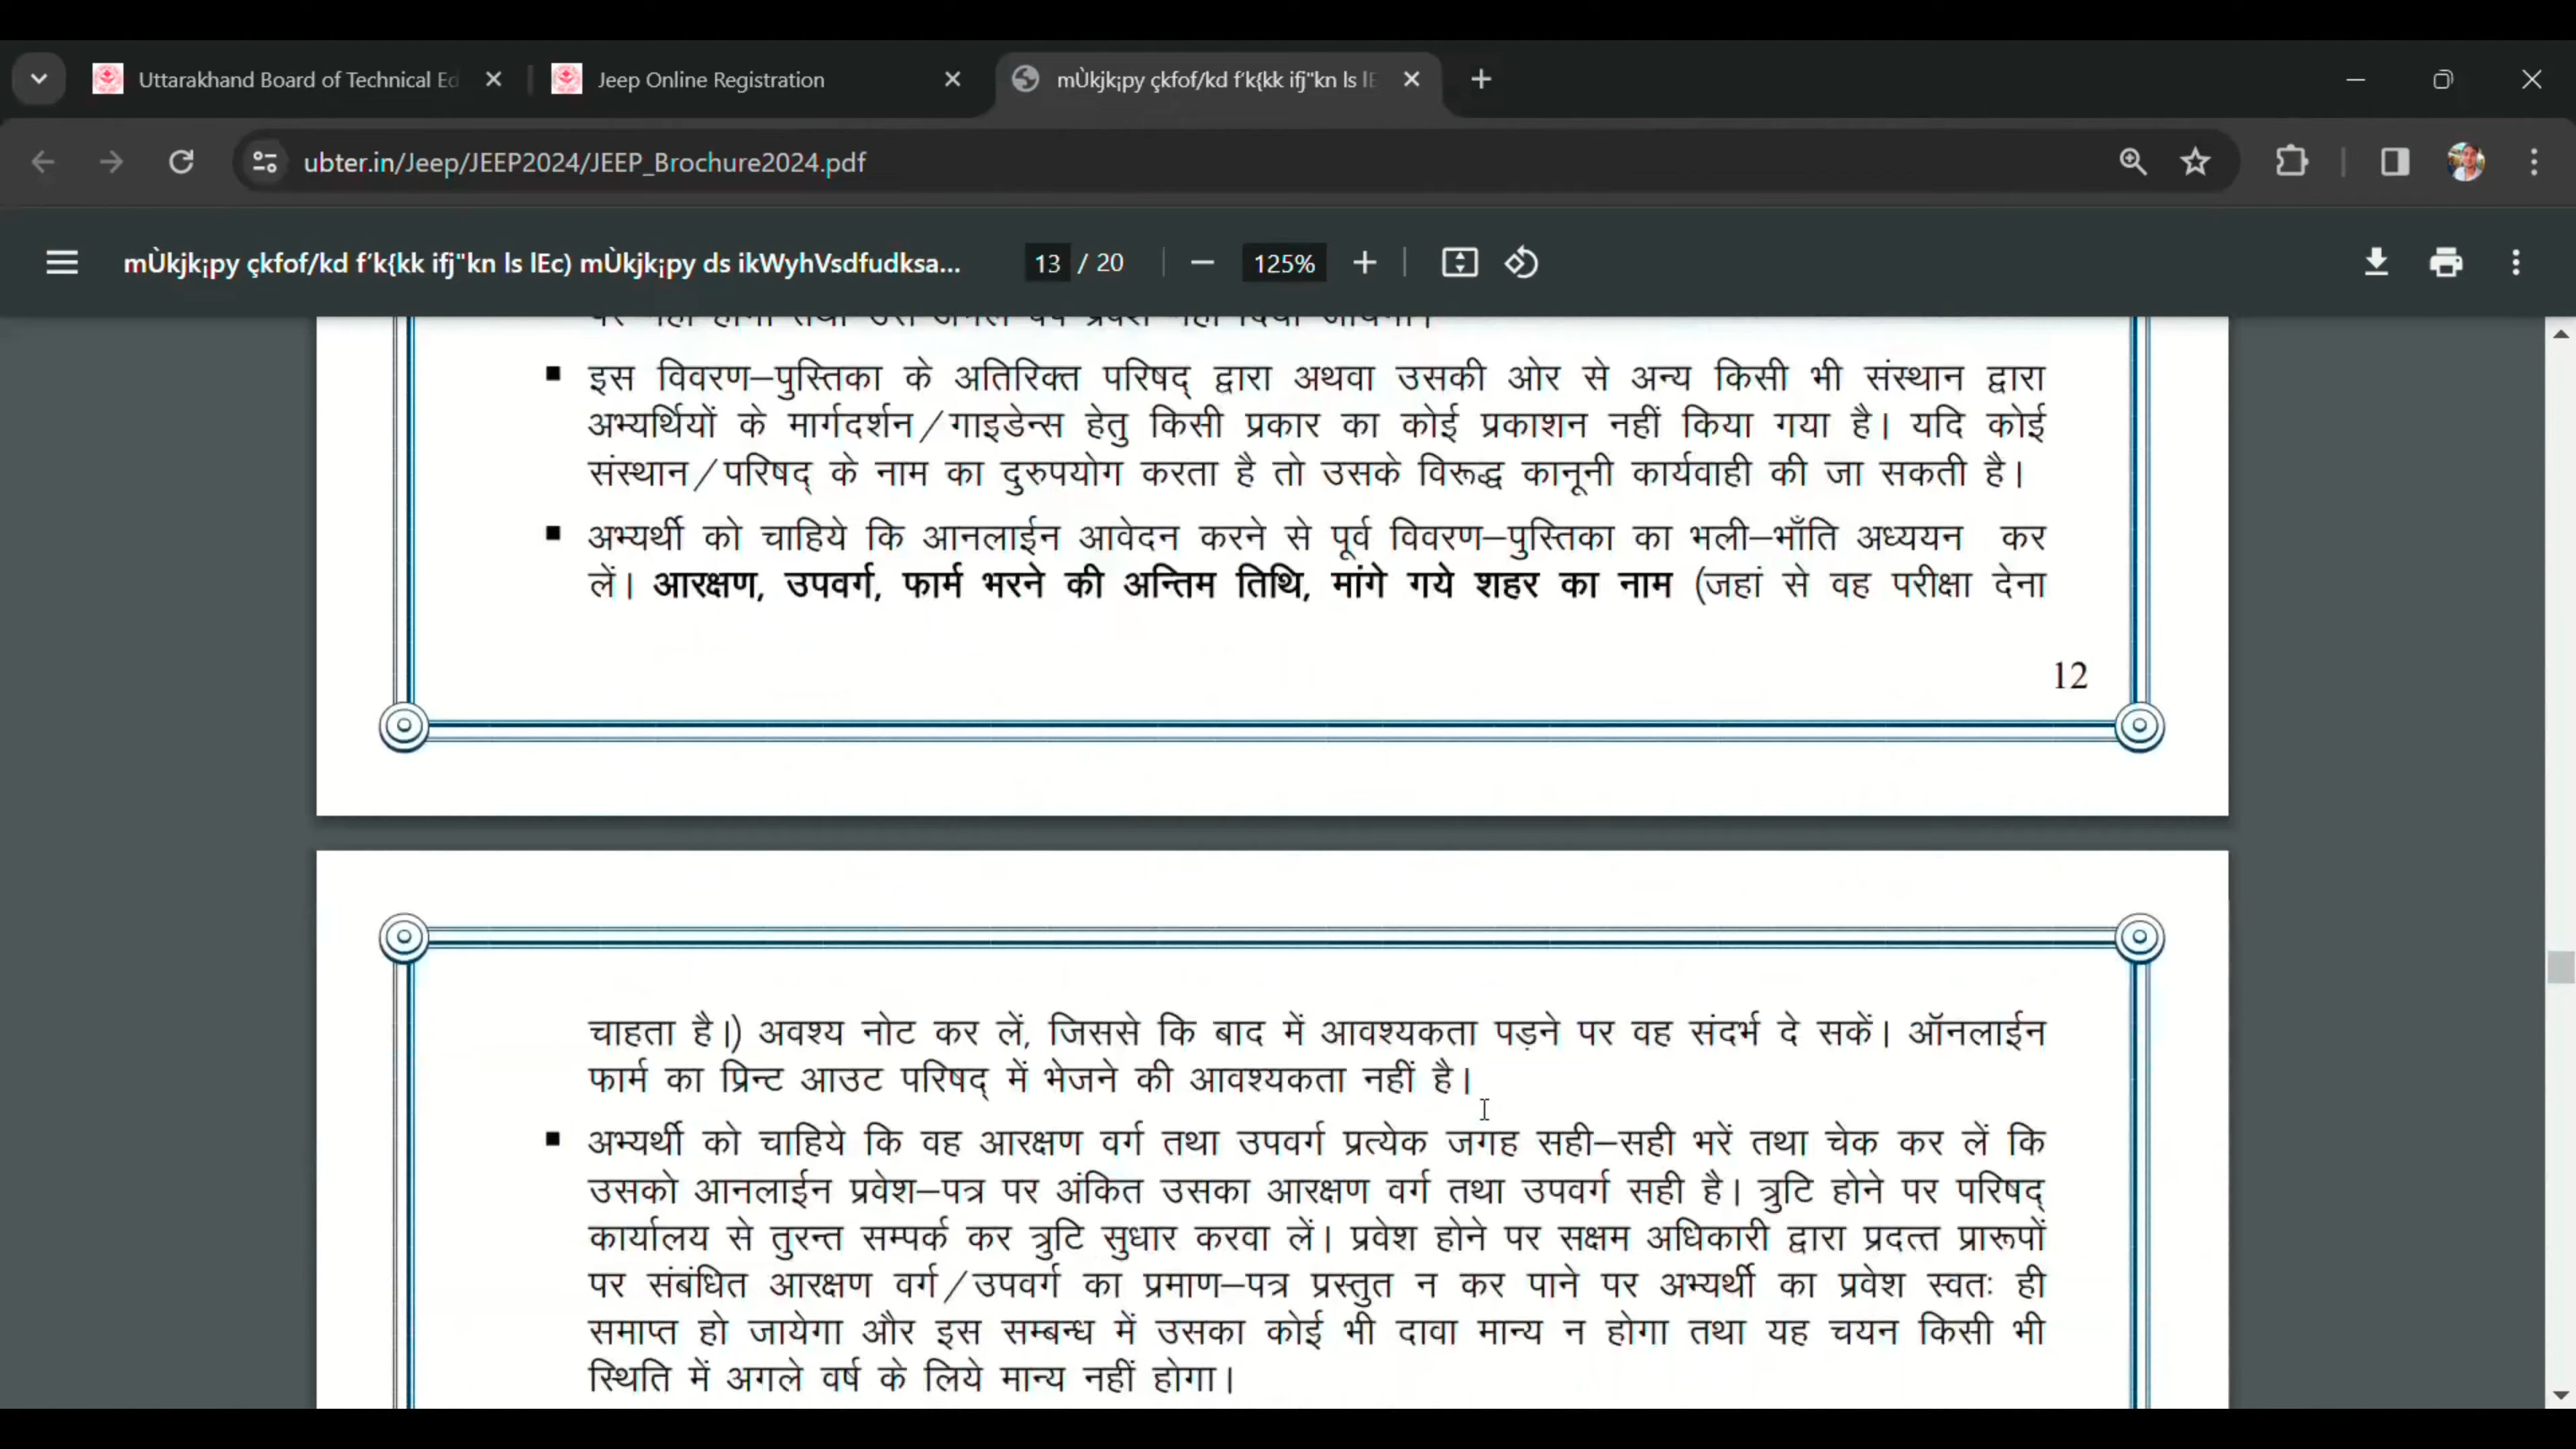 Uttarakhand Board of Technical Ed
Jeep Online Registration
mÙkjk¡py çkfof/kd f'k{kk ifj"kn ls lE
ubter.in/Jeep/JEEP2024/JEEP_Brochure2024.pdf
mÙkjk¡py çkfof/kd f'k{kk ifj"kn ls lEc) mÙkjk¡py ds ikWyhVsdfudksa...
13 / 20
125%
इस विवरण–पुस्तिका के अतिरिक्त परिषद् द्वारा अथवा उसकी ओर से अन्य किसी भी संस्थान द्वारा
अभ्यर्थियों के मार्गदर्शन/गाइडेन्स हेतु किसी प्रकार का कोई प्रकाशन नहीं किया गया है। यदि कोई
संस्थान/परिषद् के नाम का दुरुपयोग करता है तो उसके विरूद्ध कानूनी कार्यवाही की जा सकती है।
अभ्यर्थी को चाहिये कि आनलाईन आवेदन करने से पूर्व विवरण–पुस्तिका का भली–भाँति अध्ययन कर
लें। आरक्षण, उपवर्ग, फार्म भरने की अन्तिम तिथि, मांगे गये शहर का नाम (जहां से वह परीक्षा देना
12
चाहता है।) अवश्य नोट कर लें, जिससे कि बाद में आवश्यकता पड़ने पर वह संदर्भ दे सकें। ऑनलाईन
फार्म का प्रिन्ट आउट परिषद् में भेजने की आवश्यकता नहीं है।
अभ्यर्थी को चाहिये कि वह आरक्षण वर्ग तथा उपवर्ग प्रत्येक जगह सही–सही भरें तथा चेक कर लें कि
उसको आनलाईन प्रवेश–पत्र पर अंकित उसका आरक्षण वर्ग तथा उपवर्ग सही है। त्रुटि होने पर परिषद्
कार्यालय से तुरन्त सम्पर्क कर त्रुटि सुधार करवा लें। प्रवेश होने पर सक्षम अधिकारी द्वारा प्रदत्त प्रारूपों
पर संबंधित आरक्षण वर्ग/उपवर्ग का प्रमाण–पत्र प्रस्तुत न कर पाने पर अभ्यर्थी का प्रवेश स्वतः ही
समाप्त हो जायेगा और इस सम्बन्ध में उसका कोई भी दावा मान्य न होगा तथा यह चयन किसी भी
स्थिति में अगले वर्ष के लिये मान्य नहीं होगा।